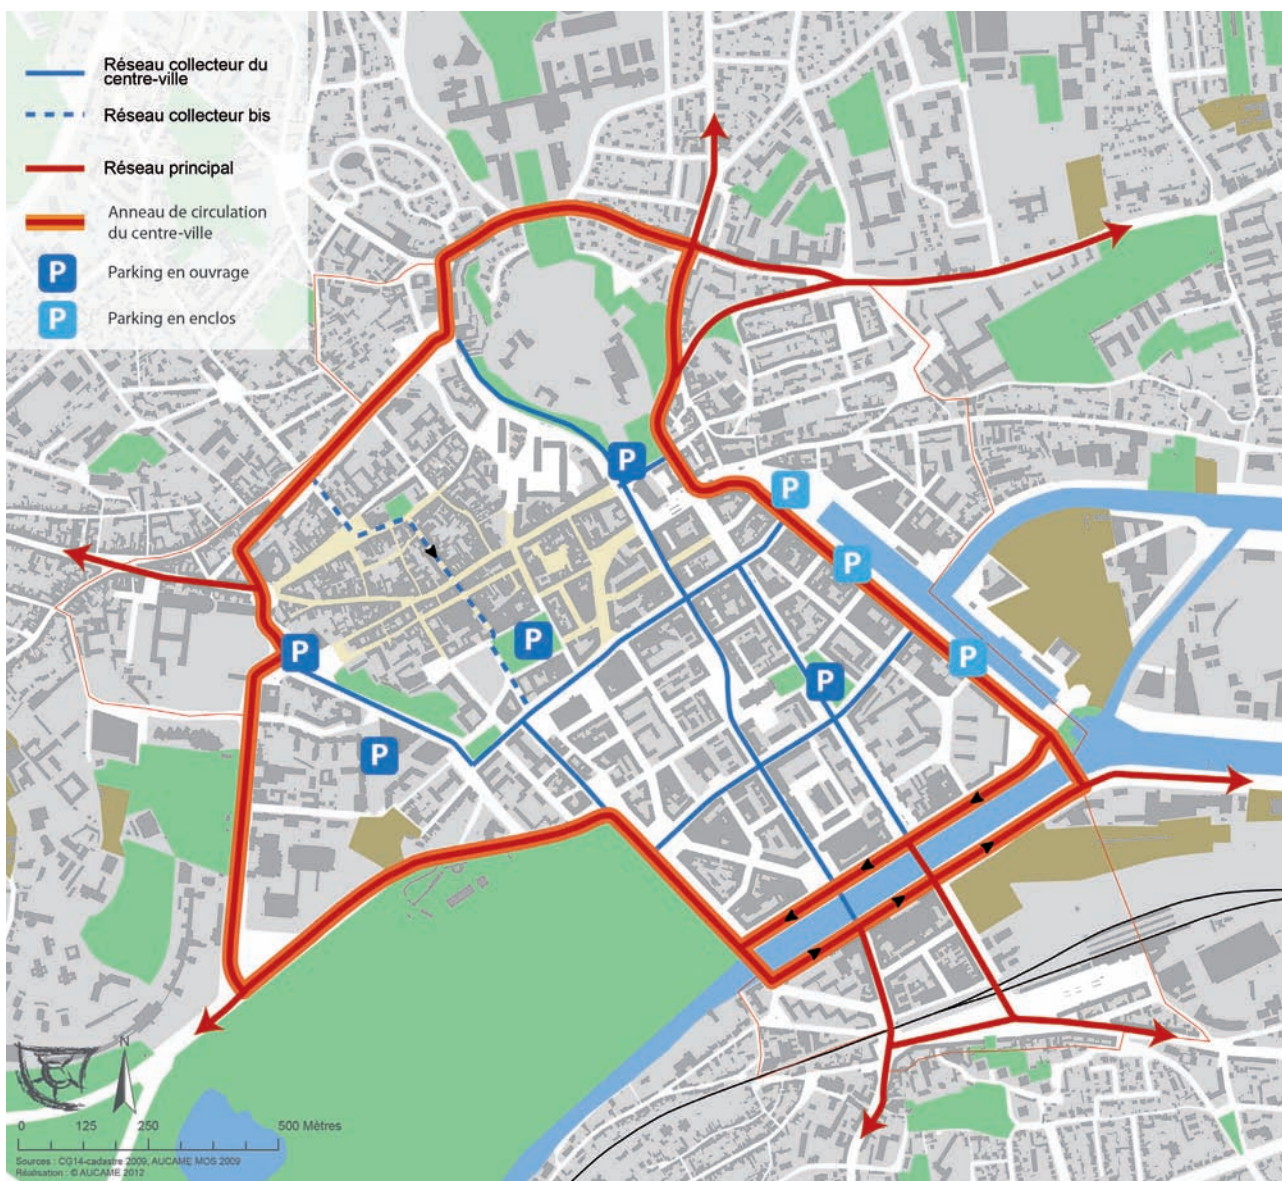 Réseau collecteur du
centre-ville
Réseau collecteur bis
Réseau principal
Anneau de circulation
du centre-ville
P Parking en ouvrage
P Parking en enclos
P
P
P
P
P
P
P
P
N
0 125 250 500 Mètres
Sources : CG14-cadastre 2009, AUCAME MOS 2009
Réalisation : © AUCAME 2012